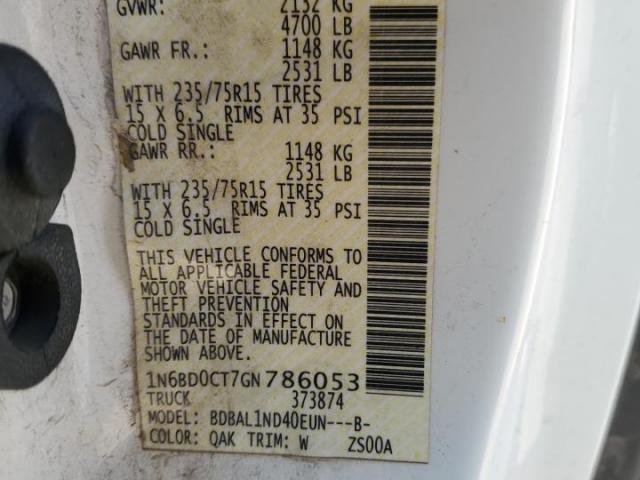 GVWR: 2132 KG
4700 LB
GAWR FR.: 1148 KG
2531 LB
WITH 235/75R15 TIRES
15 X 6.5 RIMS AT 35 PSI
COLD SINGLE
GAWR RR.: 1148 KG
2531 LB
WITH 235/75R15 TIRES
15 X 6.5 RIMS AT 35 PSI
COLD SINGLE
THIS VEHICLE CONFORMS TO
ALL APPLICABLE FEDERAL
MOTOR VEHICLE SAFETY AND
THEFT PREVENTION
STANDARDS IN EFFECT ON
THE DATE OF MANUFACTURE
SHOWN ABOVE.
1N6BD0CT7GN786053
TRUCK 373874
MODEL: BDBAL1ND40EUN---B-
COLOR: QAK TRIM: W ZS00A